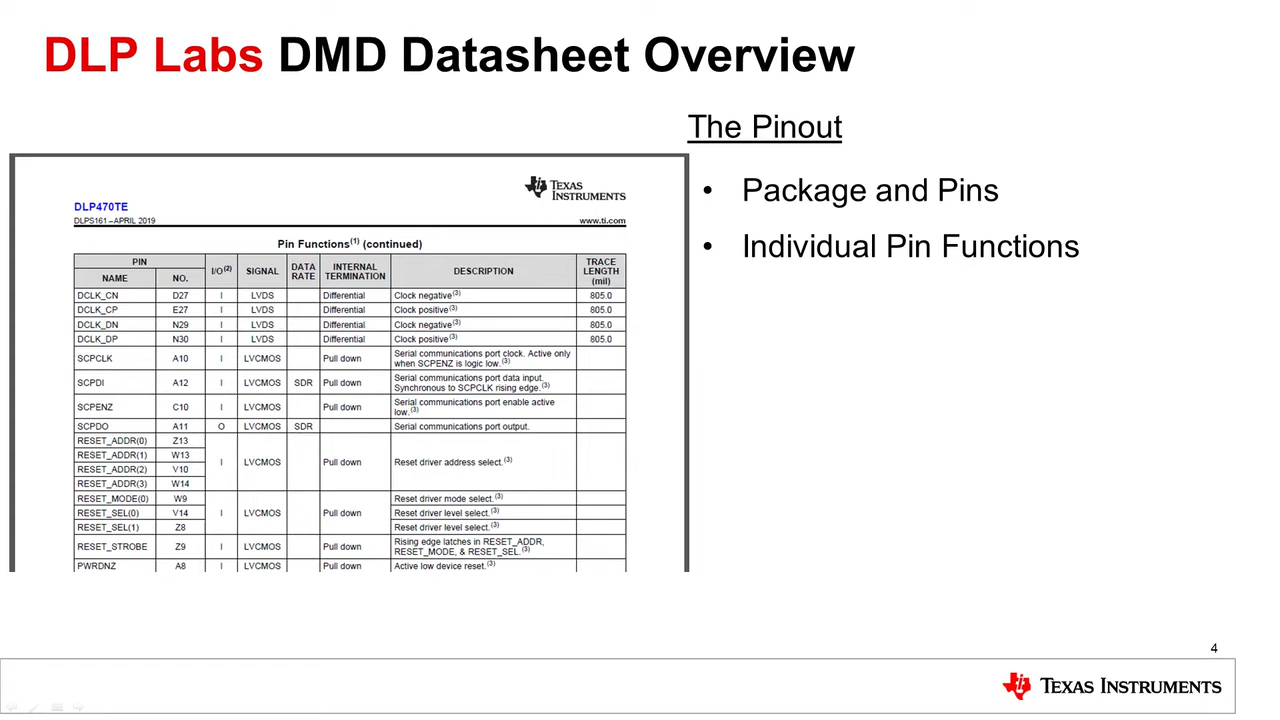 DLP Labs DMD Datasheet Overview
The Pinout
• Package and Pins
• Individual Pin Functions
TEXAS INSTRUMENTS
DLP470TE
DLPS161 –APRIL 2019 www.ti.com
Pin Functions(1) (continued)
PIN I/O(2) SIGNAL DATA RATE INTERNAL TERMINATION DESCRIPTION TRACE LENGTH (mil)
NAME NO.
DCLK_CN D27 I LVDS Differential Clock negative(3) 805.0
DCLK_CP E27 I LVDS Differential Clock positive(3) 805.0
DCLK_DN N29 I LVDS Differential Clock negative(3) 805.0
DCLK_DP N30 I LVDS Differential Clock positive(3) 805.0
SCPCLK A10 I LVCMOS Pull down Serial communications port clock. Active only
when SCPENZ is logic low.(3)
SCPDI A12 I LVCMOS SDR Pull down Serial communications port data input.
Synchronous to SCPCLK rising edge.(3)
SCPENZ C10 I LVCMOS Pull down Serial communications port enable active
low.(3)
SCPDO A11 O LVCMOS SDR Serial communications port output.
RESET_ADDR(0) Z13
RESET_ADDR(1) W13
RESET_ADDR(2) V10
RESET_ADDR(3) W14
I LVCMOS Pull down Reset driver address select.(3)
RESET_MODE(0) W9 Reset driver mode select.(3)
RESET_SEL(0) V14 I LVCMOS Pull down Reset driver level select.(3)
RESET_SEL(1) Z8 Reset driver level select.(3)
RESET_STROBE Z9 I LVCMOS Pull down Rising edge latches in RESET_ADDR,
RESET_MODE, & RESET_SEL.(3)
PWRDNZ A8 I LVCMOS Pull down Active low device reset.(3)
4
TEXAS INSTRUMENTS